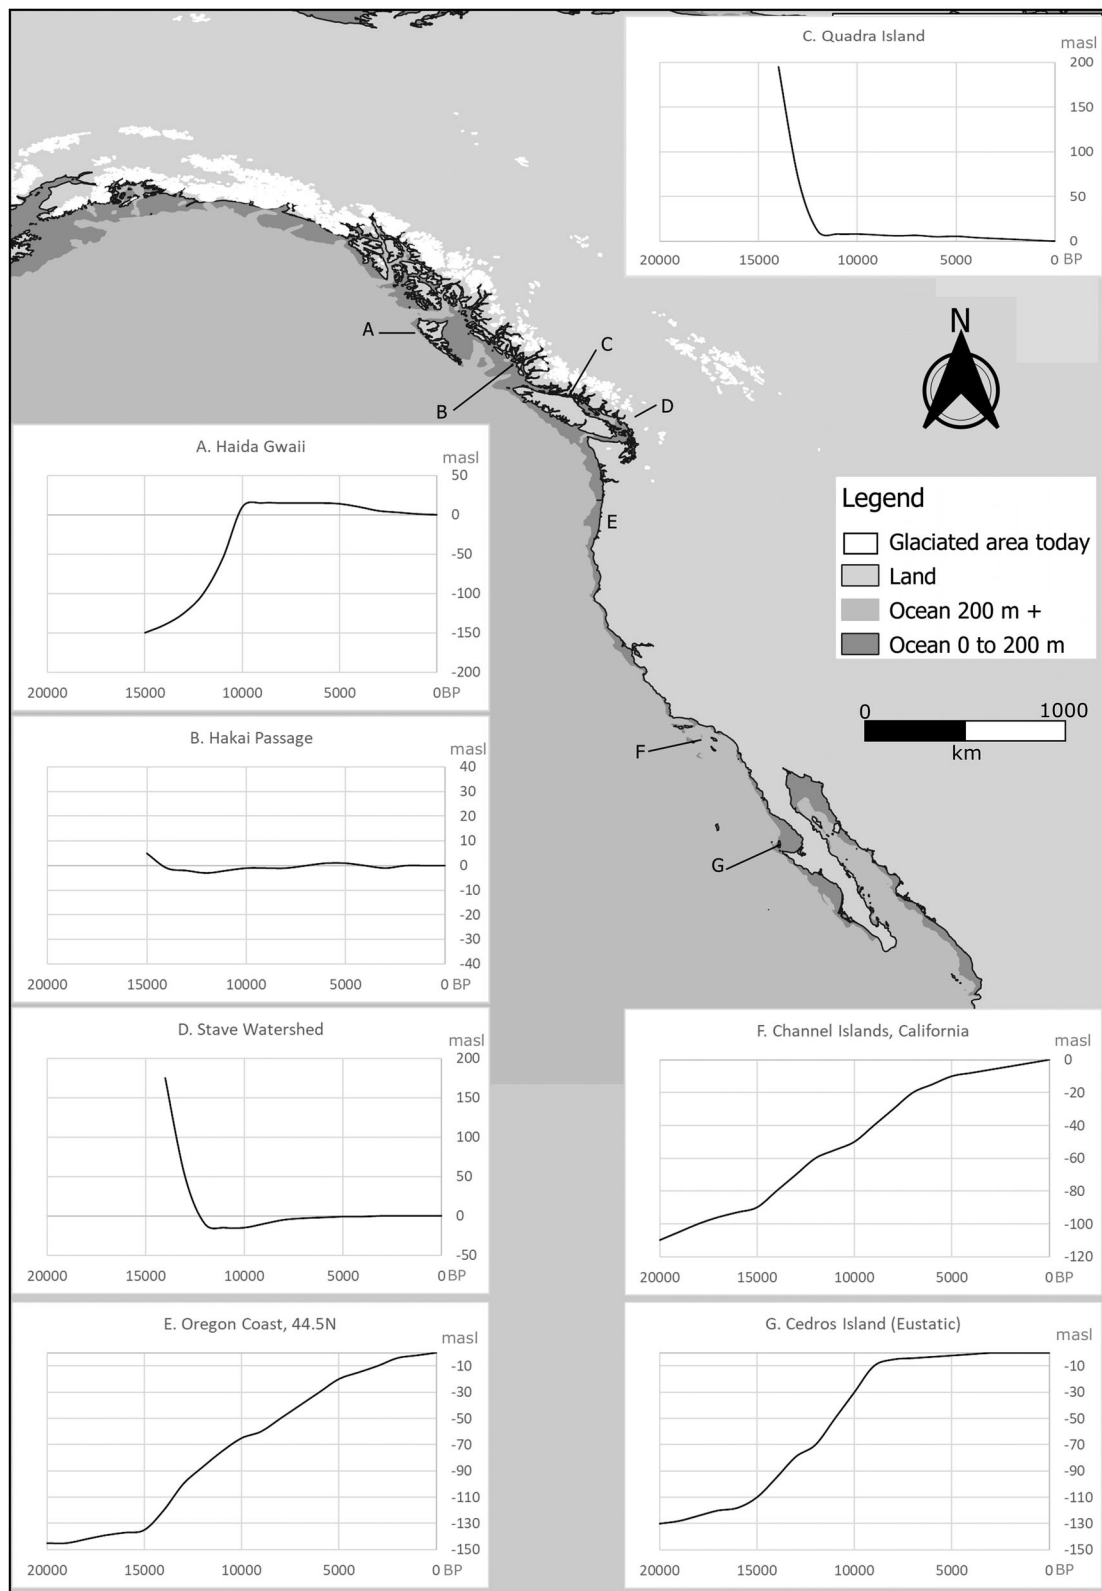 C. Quadra Island
masl
200
150
100
50
0
20000 15000 10000 5000 0 BP
N
A
B
C
D
E
F
G
A. Haida Gwaii
masl
50
0
-50
-100
-150
-200
20000 15000 10000 5000 0BP
Legend
Glaciated area today
Land
Ocean 200 m +
Ocean 0 to 200 m
0 1000
km
B. Hakai Passage
masl
40
30
20
10
0
-10
-20
-30
-40
20000 15000 10000 5000 0 BP
D. Stave Watershed
masl
200
150
100
50
0
-50
20000 15000 10000 5000 0BP
F. Channel Islands, California
masl
0
-20
-40
-60
-80
-100
-120
20000 15000 10000 5000 0BP
E. Oregon Coast, 44.5N
masl
-10
-30
-50
-70
-90
-110
-130
-150
20000 15000 10000 5000 0 BP
G. Cedros Island (Eustatic)
masl
-10
-30
-50
-70
-90
-110
-130
-150
20000 15000 10000 5000 0BP